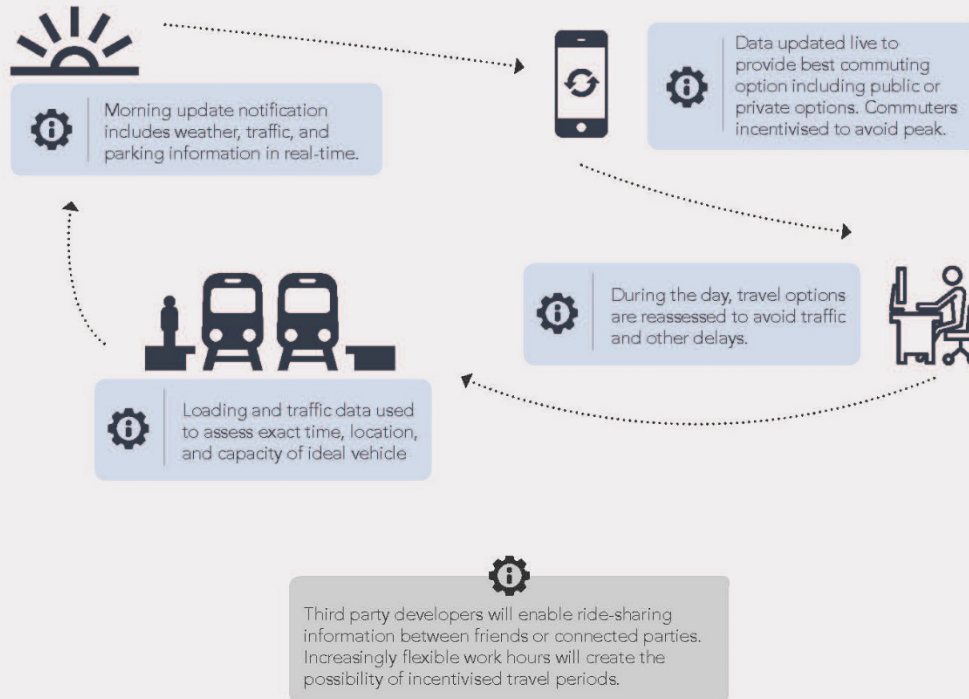 Morning update notification
includes weather, traffic, and
parking information in real-time.
Data updated live to
provide best commuting
option including public or
private options. Commuters
incentivised to avoid peak.
During the day, travel options
are reassessed to avoid traffic
and other delays.
Loading and traffic data used
to assess exact time, location,
and capacity of ideal vehicle
Third party developers will enable ride-sharing
information between friends or connected parties.
Increasingly flexible work hours will create the
possibility of incentivised travel periods.